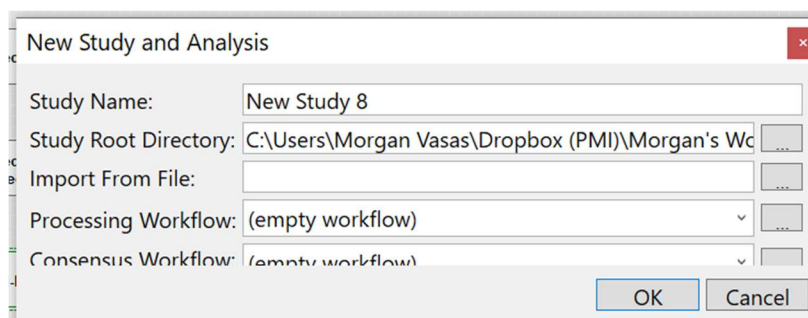 New Study and Analysis
Study Name: New Study 8
Study Root Directory: C:\Users\Morgan Vasas\Dropbox (PMI)\Morgan's Wc ...
Import From File: ...
Processing Workflow: (empty workflow) ...
Consensus Workflow: (empty workflow)
OK Cancel